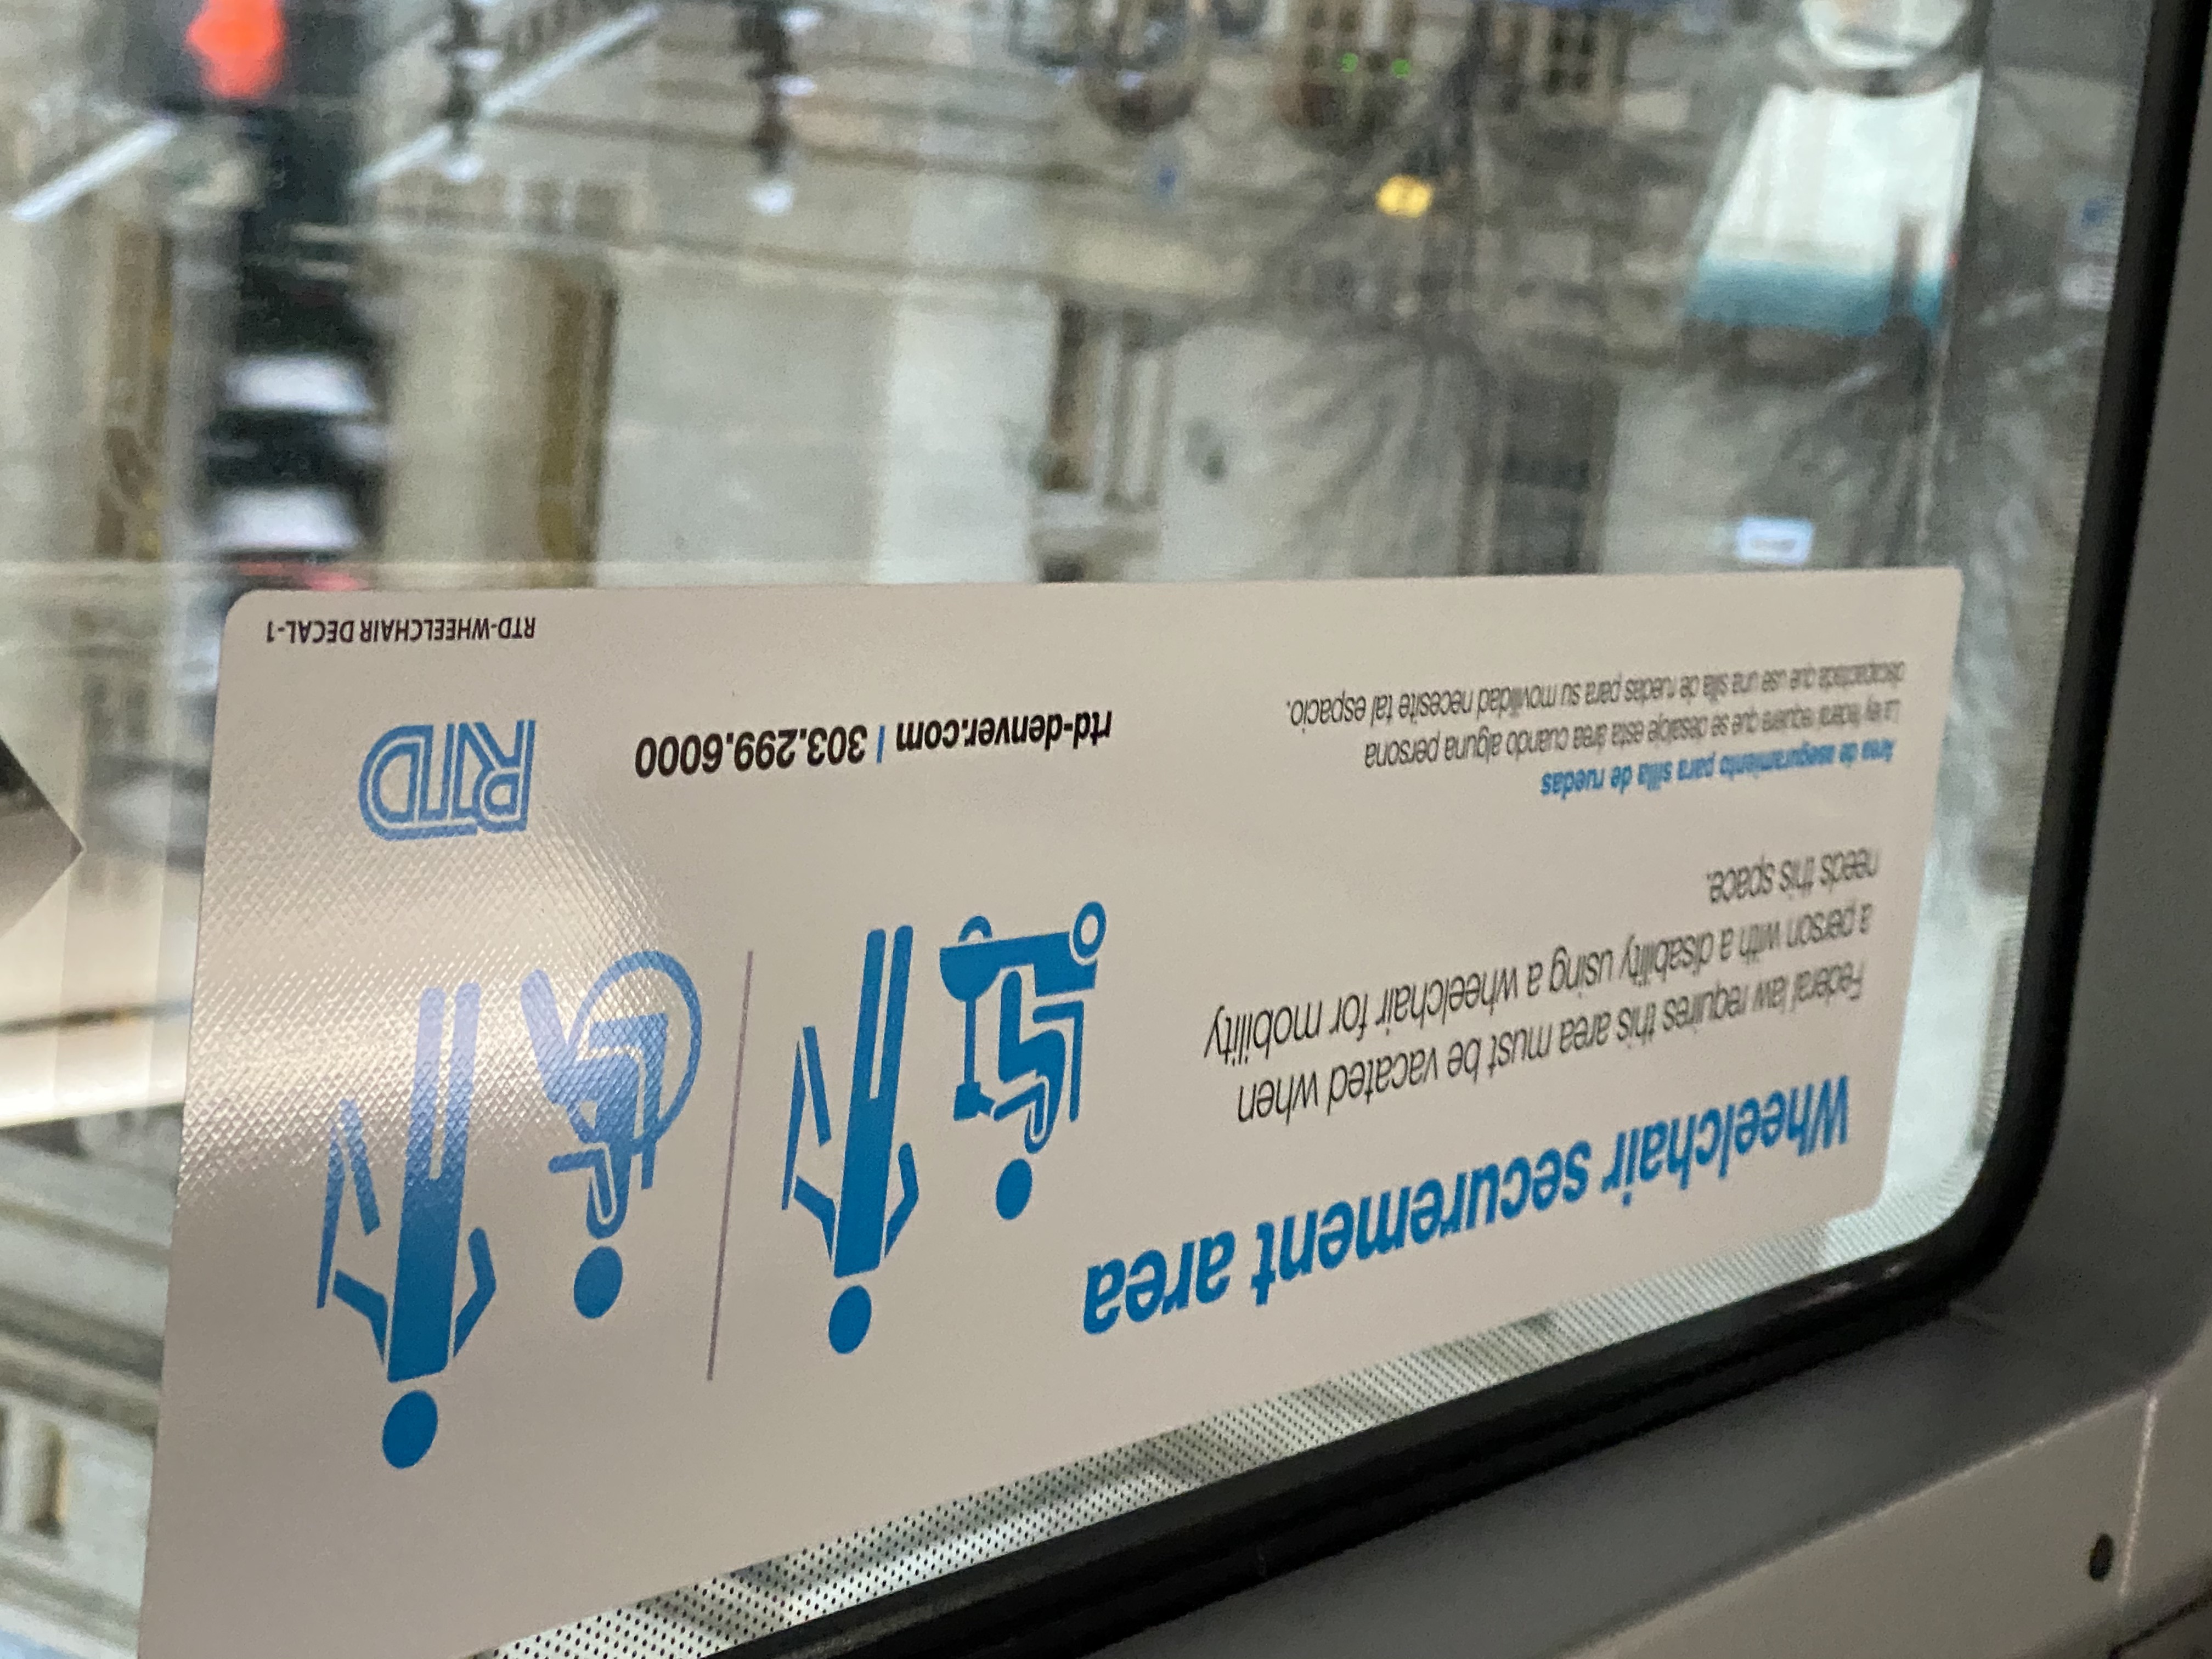 Wheelchair securement area
Federal law requires this area must be vacated when
a person with a disability using a wheelchair for mobility
needs this space.
Área de aseguramiento para silla de ruedas
La ley federal requiere que se desaloje esta área cuando alguna persona
discapacitada que use una silla de ruedas para su movilidad necesite tal espacio.
rtd-denver.com | 303.299.6000
RTD
RTD-WHEELCHAIR DECAL-1